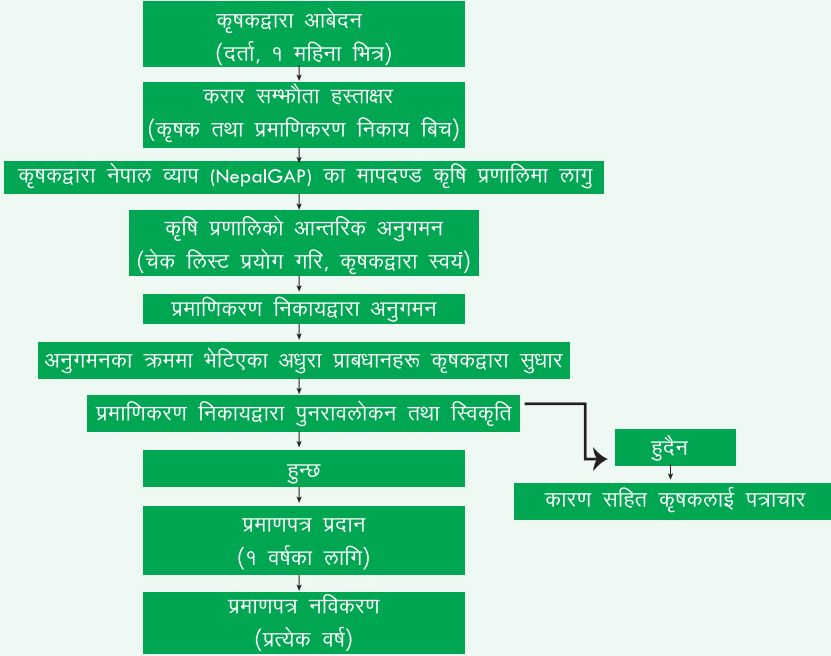 कृषकद्वारा आबेदन
(दर्ता, १ महिना भित्र)
करार सम्झौता हस्ताक्षर
(कृषक तथा प्रमाणिकरण निकाय बिच)
कृषकद्वारा नेपाल व्याप (NepalGAP) का मापदण्ड कृषि प्रणालिमा लागु
कृषि प्रणालिको आन्तरिक अनुगमन
(चेक लिस्ट प्रयोग गरि, कृषकद्वारा स्वयं)
प्रमाणिकरण निकायद्वारा अनुगमन
अनुगमनका क्रममा भेटिएका अधुरा प्राबधानहरू कृषकद्वारा सुधार
प्रमाणिकरण निकायद्वारा पुनरावलोकन तथा स्विकृति
हुदैन
हुन्छ
कारण सहित कृषकलाई पत्राचार
प्रमाणपत्र प्रदान
(१ वर्षका लागि)
प्रमाणपत्र नविकरण
(प्रत्येक वर्ष)